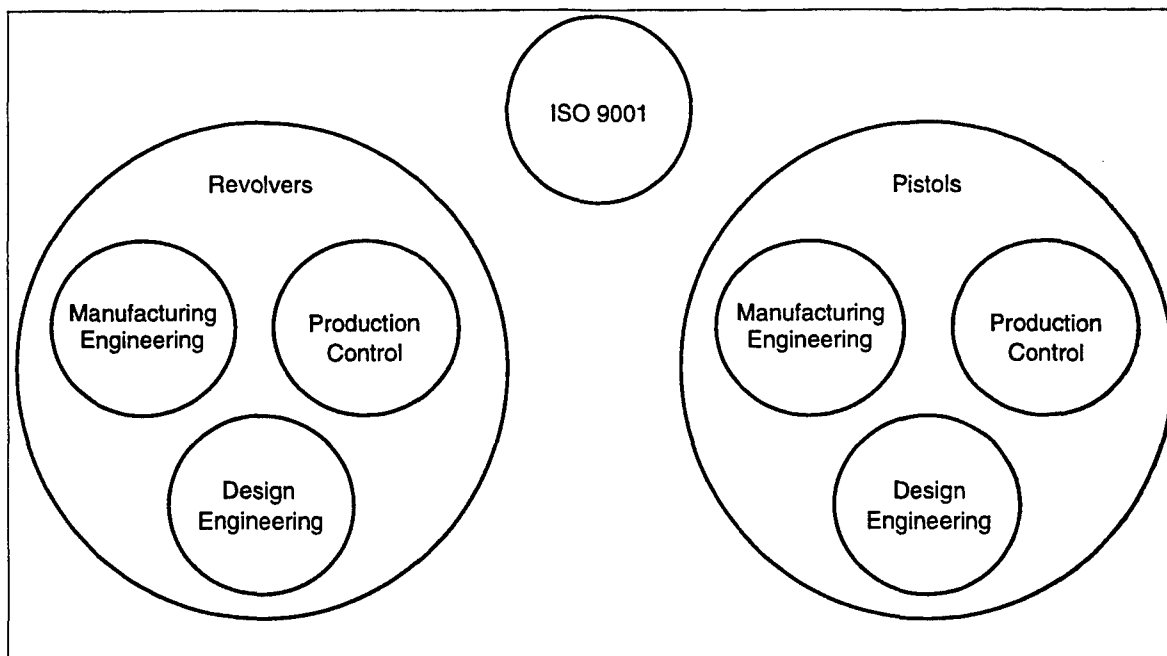 ISO 9001
Revolvers
Manufacturing
Engineering
Production
Control
Design
Engineering
Pistols
Manufacturing
Engineering
Production
Control
Design
Engineering